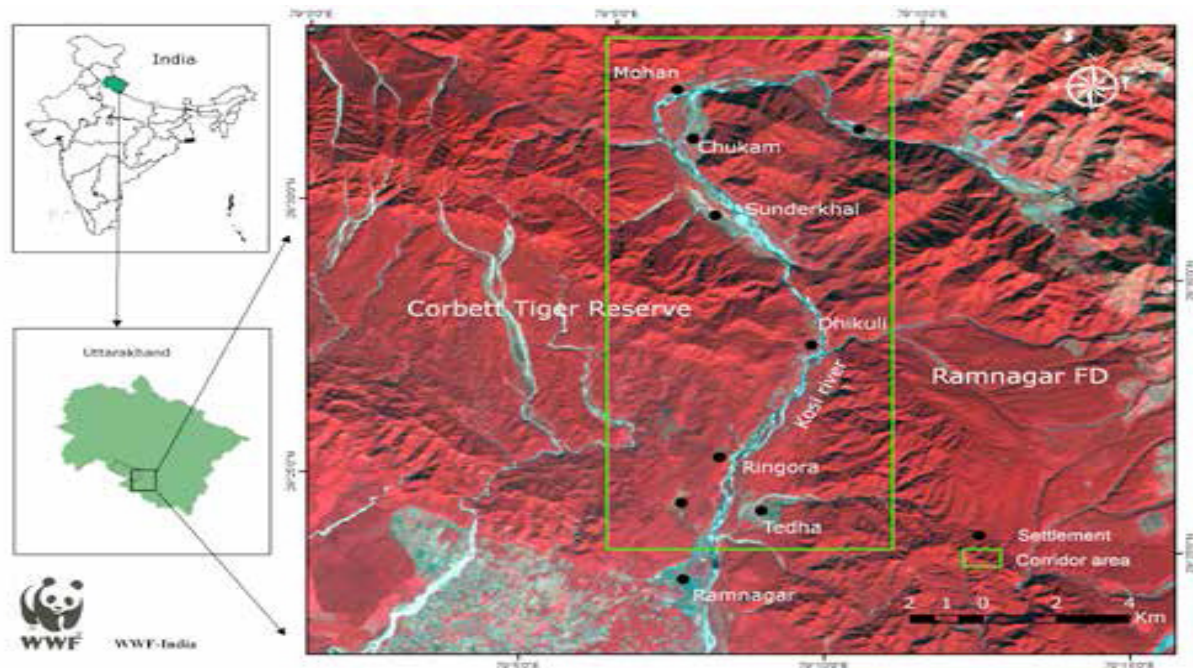 India
Uttarakhand
WWF
WWF-India
Mohan
Chukam
Sunderkhal
Corbett Tiger Reserve
Dhikuli
Ramnagar FD
Kosi river
Ringora
Tedha
Ramnagar
Settlement
Corridor area
2 1 0 2 4
Km